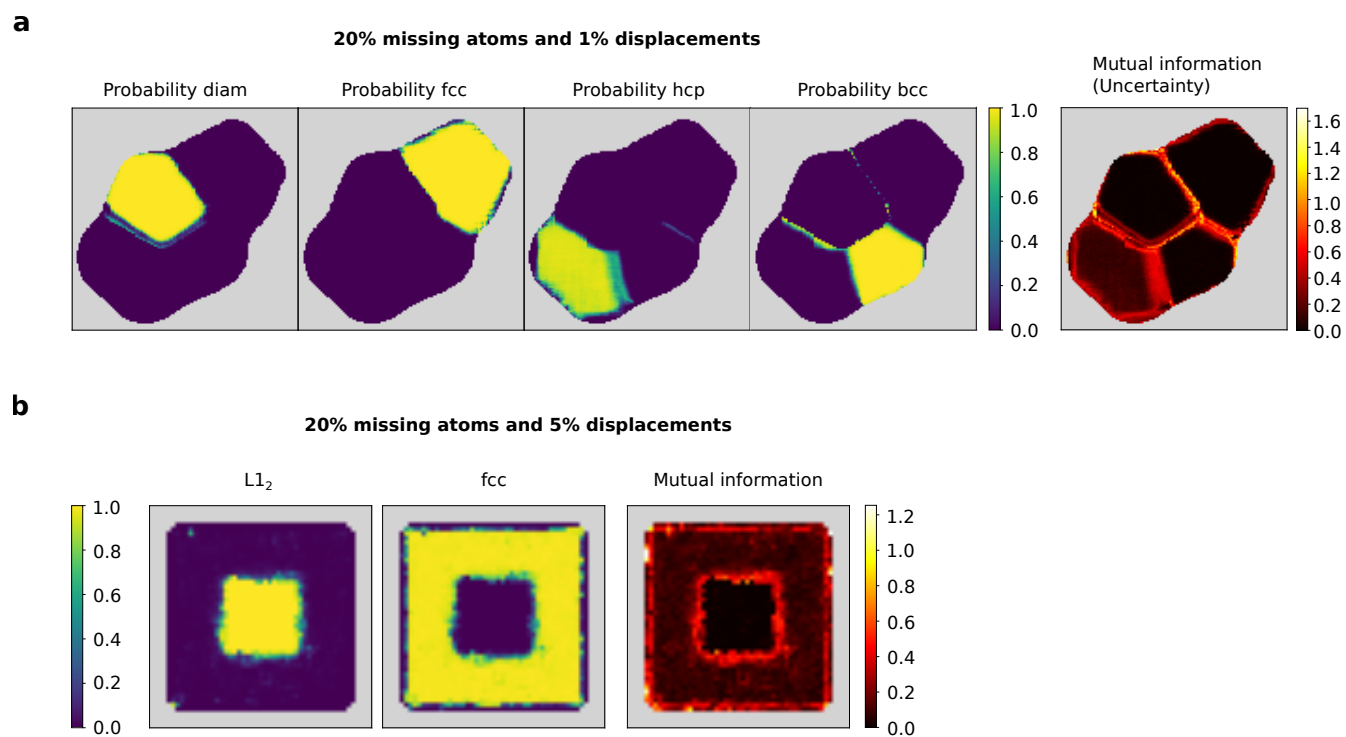 a
20% missing atoms and 1% displacements
Probability diam
Probability fcc
Probability hcp
Probability bcc
Mutual information
(Uncertainty)
1.0
0.8
0.6
0.4
0.2
0.0
1.6
1.4
1.2
1.0
0.8
0.6
0.4
0.2
0.0
b
20% missing atoms and 5% displacements
L1₂
fcc
Mutual information
1.0
0.8
0.6
0.4
0.2
0.0
1.2
1.0
0.8
0.6
0.4
0.2
0.0